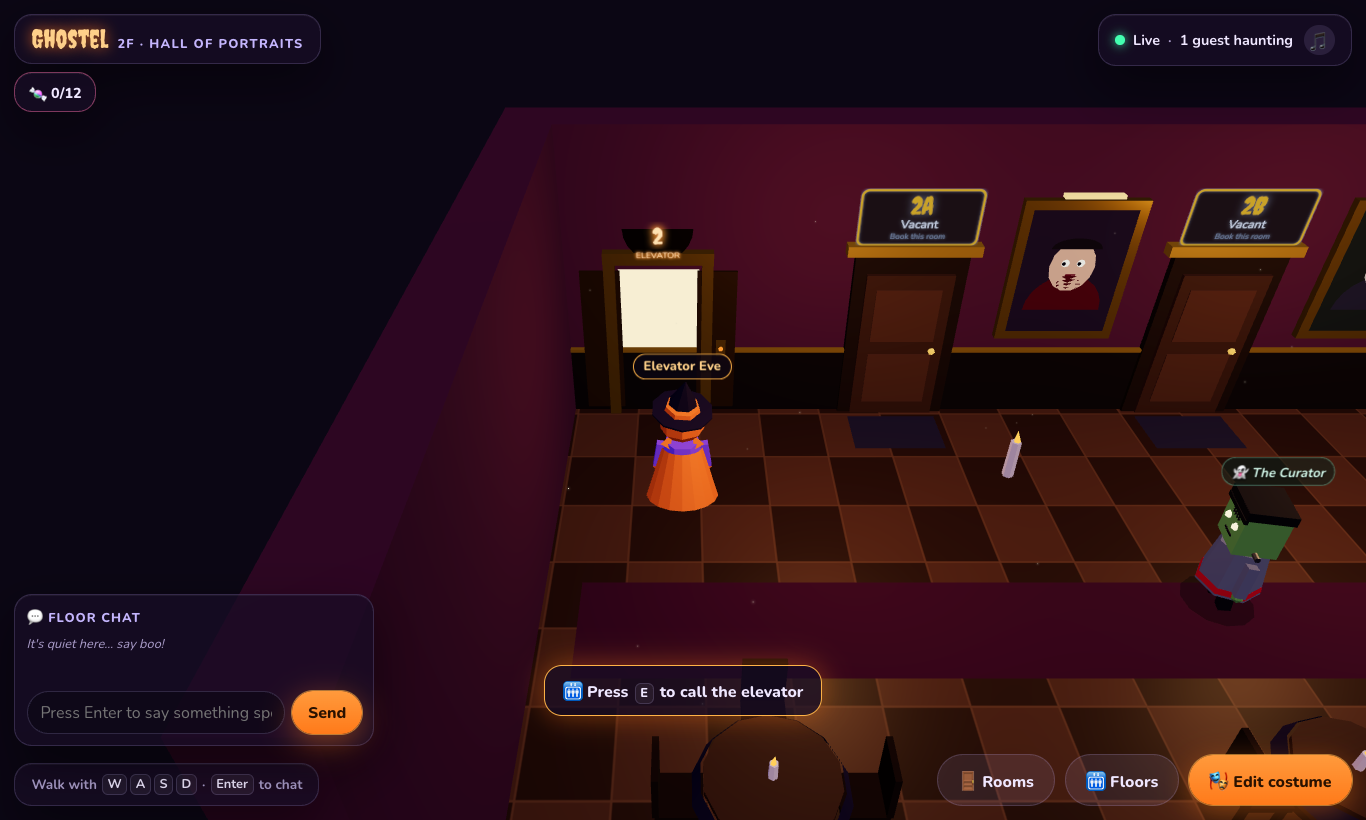 GHOSTEL 2F · HALL OF PORTRAITS
Live · 1 guest haunting
0/12
2A
Vacant
Book this room
2B
Vacant
Book this room
2
ELEVATOR
Elevator Eve
The Curator
FLOOR CHAT
It's quiet here… say boo!
Press Enter to say something sp
Send
Press E to call the elevator
Walk with W A S D · Enter to chat
Rooms
Floors
Edit costume